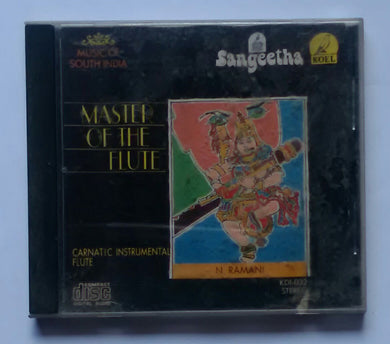 MUSIC OF
SOUTH INDIA
Sangeetha
KOEL
MASTER
OF THE
FLUTE
CARNATIC INSTRUMENTAL
FLUTE
N RAMANI
COMPACT
disc
DIGITAL AUDIO
STEREO